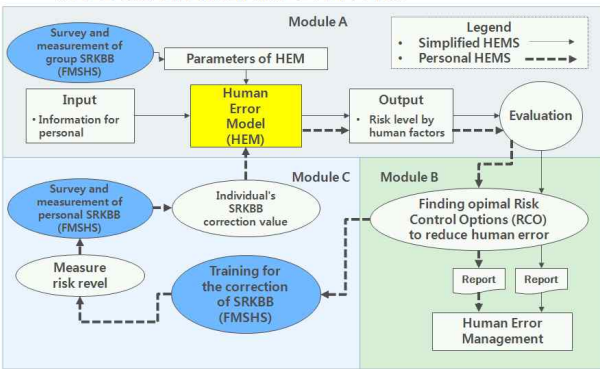 Module A
Survey and
measurement of
group SRKBB
(FMSHS)
Parameters of HEM
Legend
• Simplified HEMS
• Personal HEMS
Input
• Information for
personal
Human
Error
Model
(HEM)
Output
• Risk level by
human factors
Evaluation
Module C
Module B
Survey and
measurement of
personal SRKBB
(FMSHS)
Individual's
SRKBB
correction value
Finding opimal Risk
Control Options (RCO)
to reduce human error
Measure
risk revel
Training for
the correction
of SRKBB
(FMSHS)
Report
Report
Human Error
Management